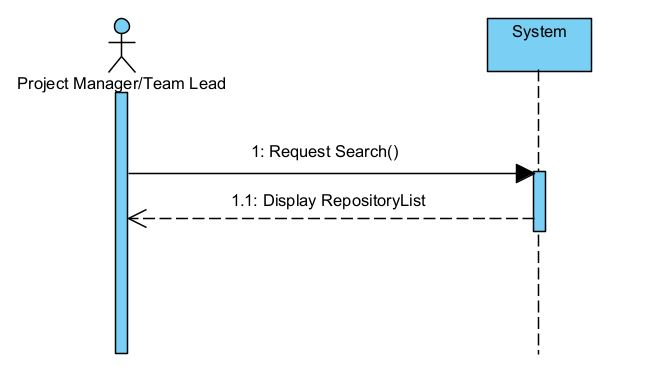 System
Project Manager/Team Lead
1: Request Search()
1.1: Display RepositoryList